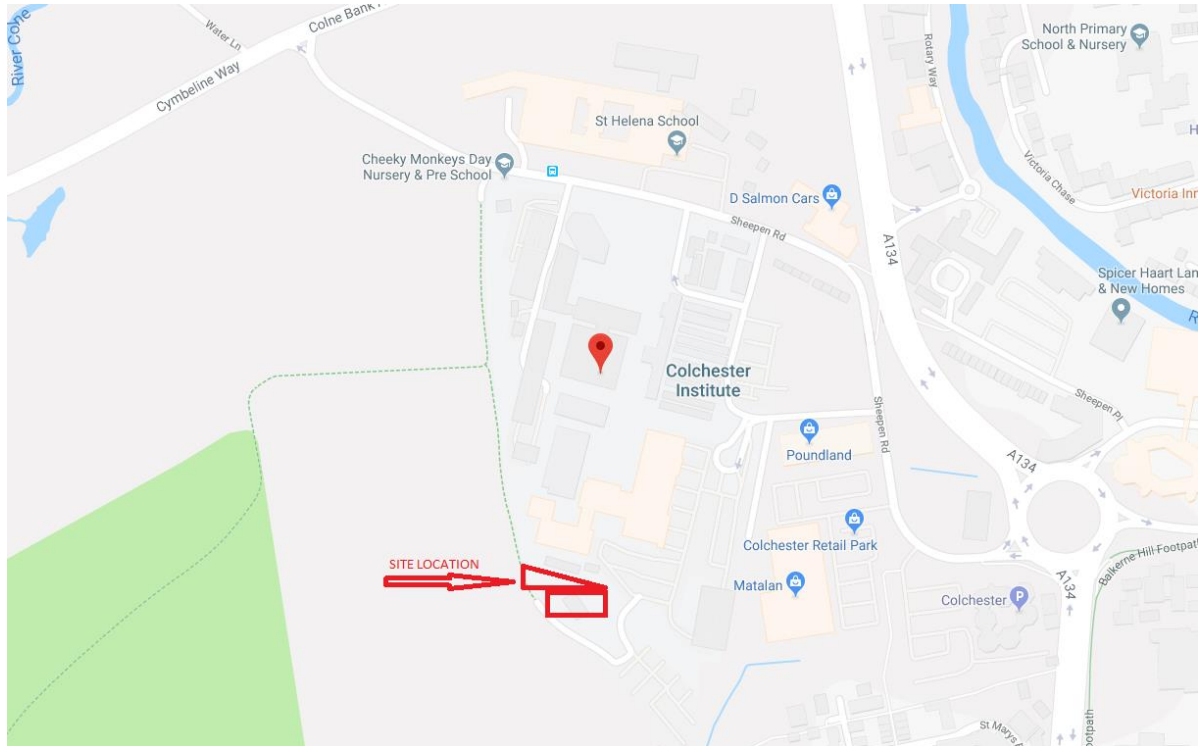 River Colne
Water Ln
Colne Bank
Cymbeline Way
North Primary
School & Nursery
Rotary Way
St Helena School
Cheeky Monkeys Day
Nursery & Pre School
D Salmon Cars
Sheepen Rd
Victoria Chase
Victoria Inn
A134
Spicer Haart
& New Homes
Colchester
Institute
Sheepen Pl
Sheepen Rd
Poundland
A134
Colchester Retail Park
Balkerne Hill Footpath
SITE LOCATION
Matalan
Colchester
P
A134
St Marys